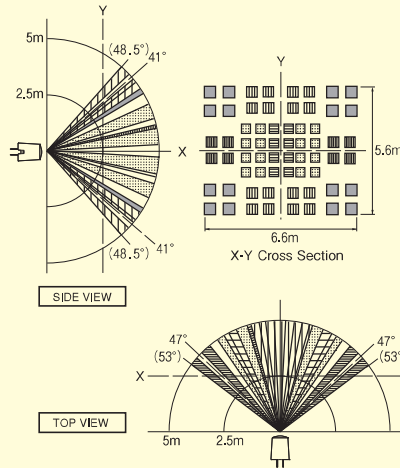 Y
5m
(48.5°)
41°
2.5m
X
41°
(48.5°)
SIDE VIEW
Y
5.6m
6.6m
X-Y Cross Section
47°
(53°)
X
47°
(53°)
TOP VIEW
5m
2.5m